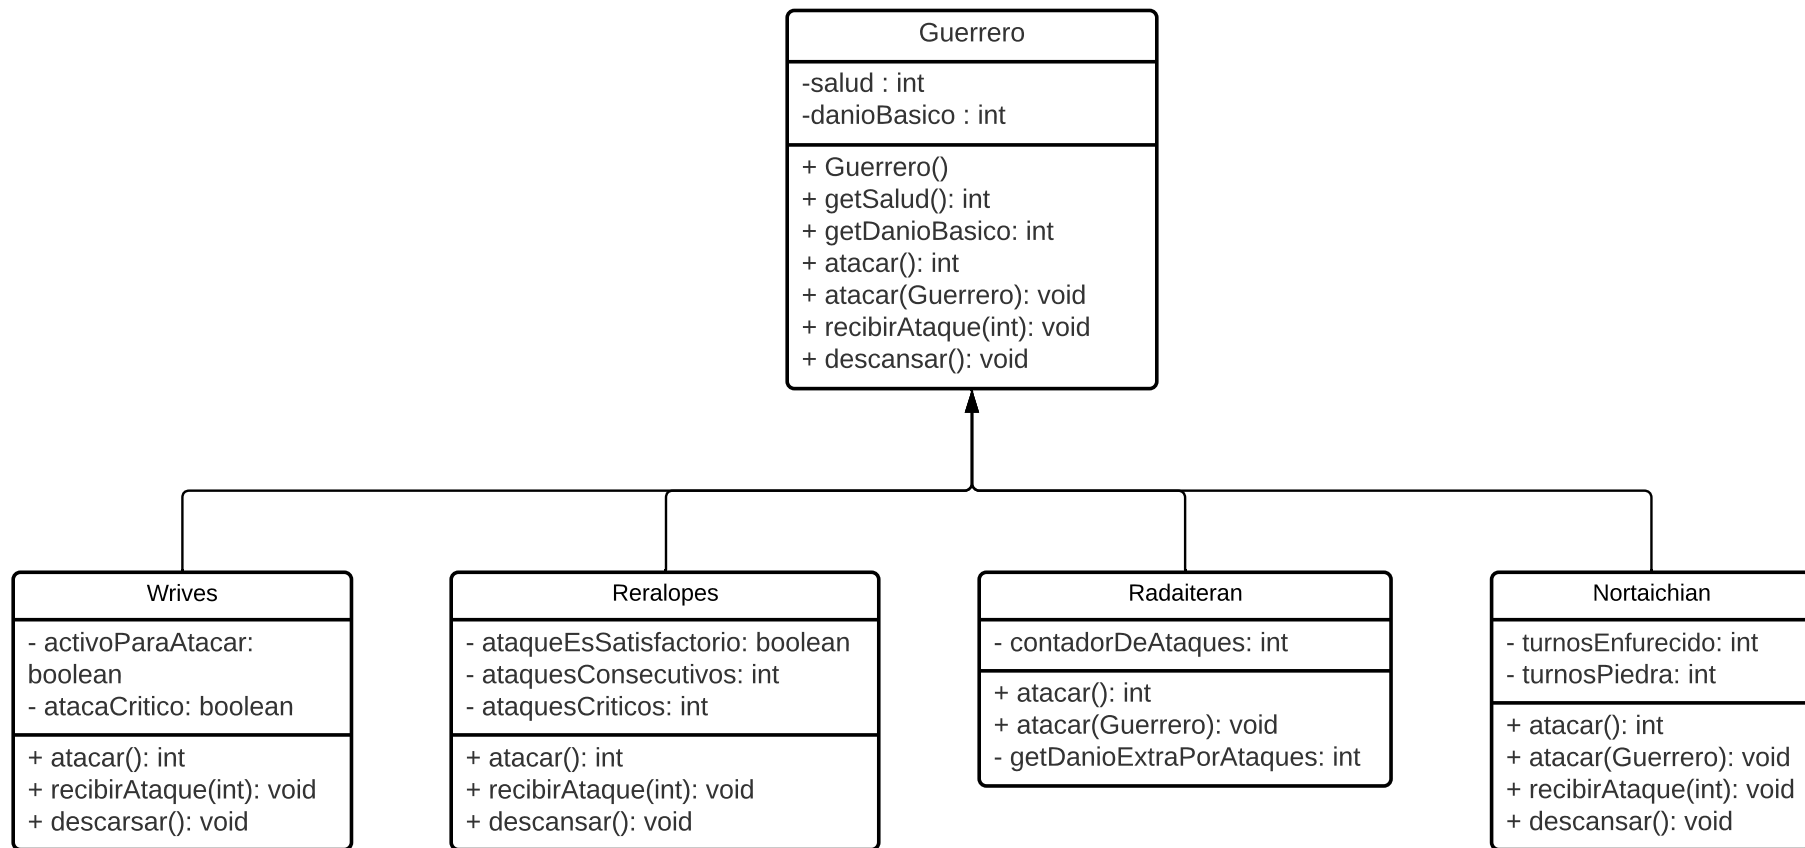 Guerrero
-salud : int
-danioBasico : int
+ Guerrero()
+ getSalud(): int
+ getDanioBasico: int
+ atacar(): int
+ atacar(Guerrero): void
+ recibirAtaque(int): void
+ descansar(): void
Wrives
- activoParaAtacar:
boolean
- atacaCritico: boolean
+ atacar(): int
+ recibirAtaque(int): void
+ descarsar(): void
Reralopes
- ataqueEsSatisfactorio: boolean
- ataquesConsecutivos: int
- ataquesCriticos: int
+ atacar(): int
+ recibirAtaque(int): void
+ descansar(): void
Radaiteran
- contadorDeAtaques: int
+ atacar(): int
+ atacar(Guerrero): void
- getDanioExtraPorAtaques: int
Nortaichian
- turnosEnfurecido: int
- turnosPiedra: int
+ atacar(): int
+ atacar(Guerrero): void
+ recibirAtaque(int): void
+ descansar(): void